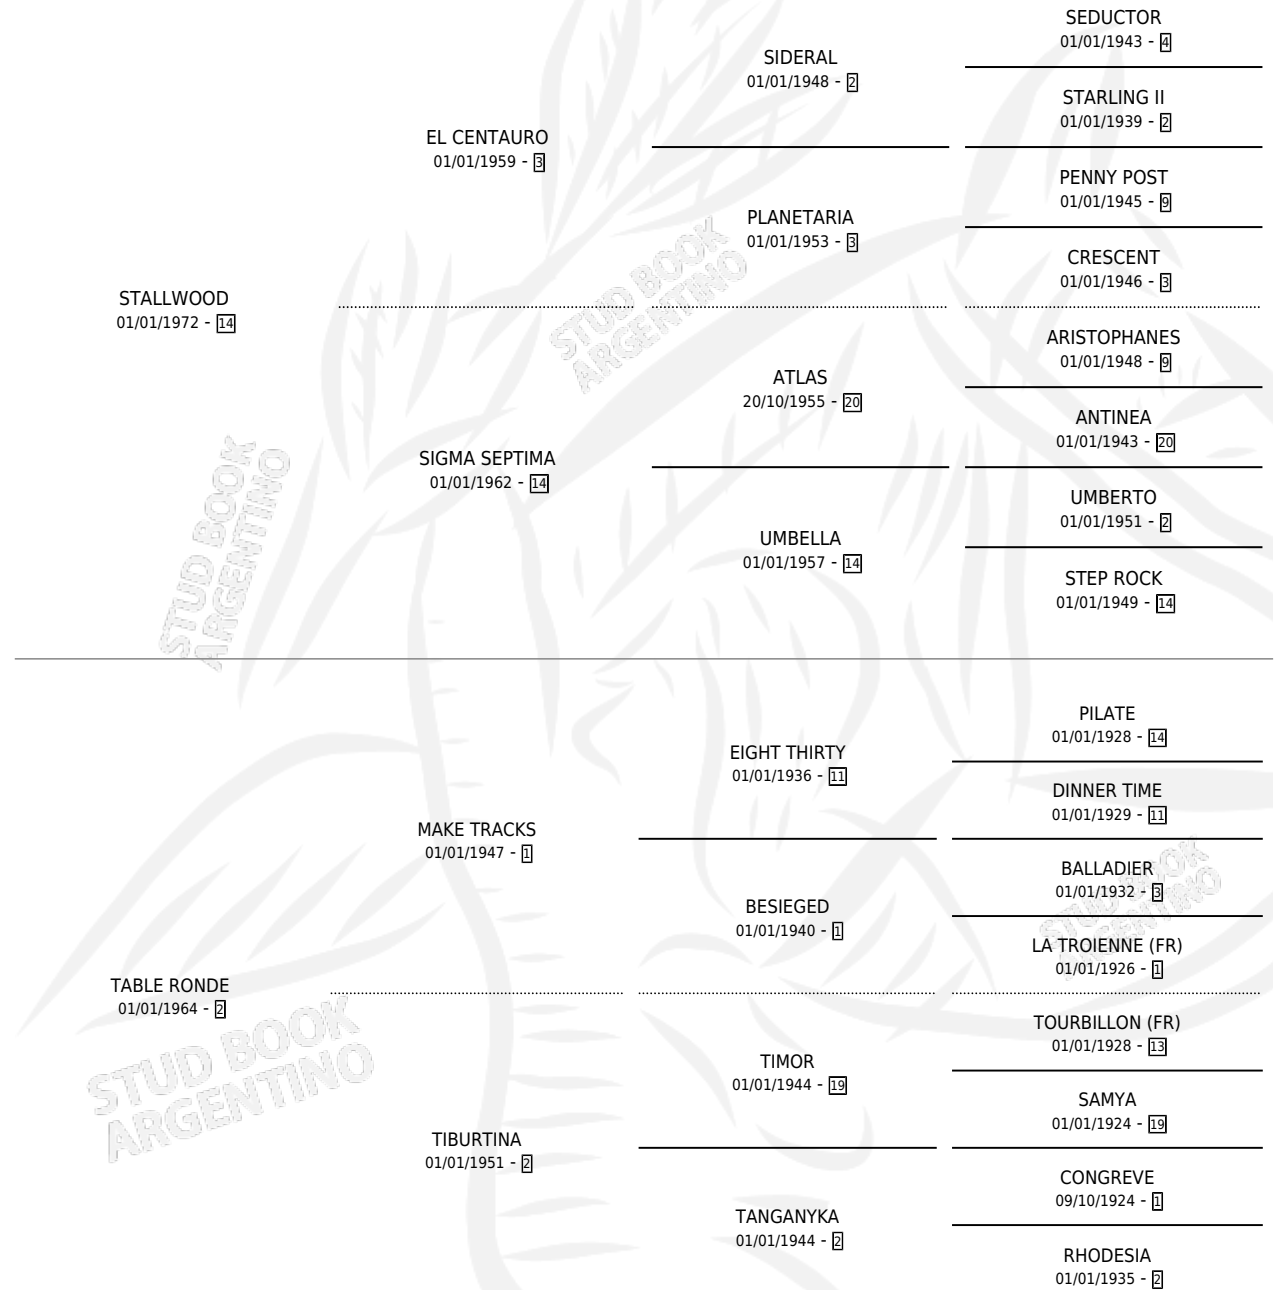 SEDUCTOR
01/01/1943 - 4
SIDERAL
01/01/1948 - 2
STARLING II
01/01/1939 - 2
EL CENTAURO
01/01/1959 - 3
PENNY POST
01/01/1945 - 9
PLANETARIA
01/01/1953 - 3
CRESCENT
01/01/1946 - 3
STALLWOOD
01/01/1972 - 14
STUD BOOK
ARGENTINO
ARISTOPHANES
01/01/1948 - 9
ATLAS
20/10/1955 - 20
ANTINEA
01/01/1943 - 20
SIGMA SEPTIMA
01/01/1962 - 14
UMBERTO
01/01/1951 - 2
UMBELLA
01/01/1957 - 14
STEP ROCK
01/01/1949 - 14
STUD BOOK
ARGENTINO
PILATE
01/01/1928 - 14
EIGHT THIRTY
01/01/1936 - 11
DINNER TIME
01/01/1929 - 11
MAKE TRACKS
01/01/1947 - 1
BALLADIER
01/01/1932 - 3
BESIEGED
01/01/1940 - 1
STUD BOOK
ARGENTINO
LA TROIENNE (FR)
01/01/1926 - 1
TABLE RONDE
01/01/1964 - 2
TOURBILLON (FR)
01/01/1928 - 13
TIMOR
01/01/1944 - 19
STUD BOOK
ARGENTINO
SAMYA
01/01/1924 - 19
TIBURTINA
01/01/1951 - 2
CONGREVE
09/10/1924 - 1
TANGANYKA
01/01/1944 - 2
RHODESIA
01/01/1935 - 2